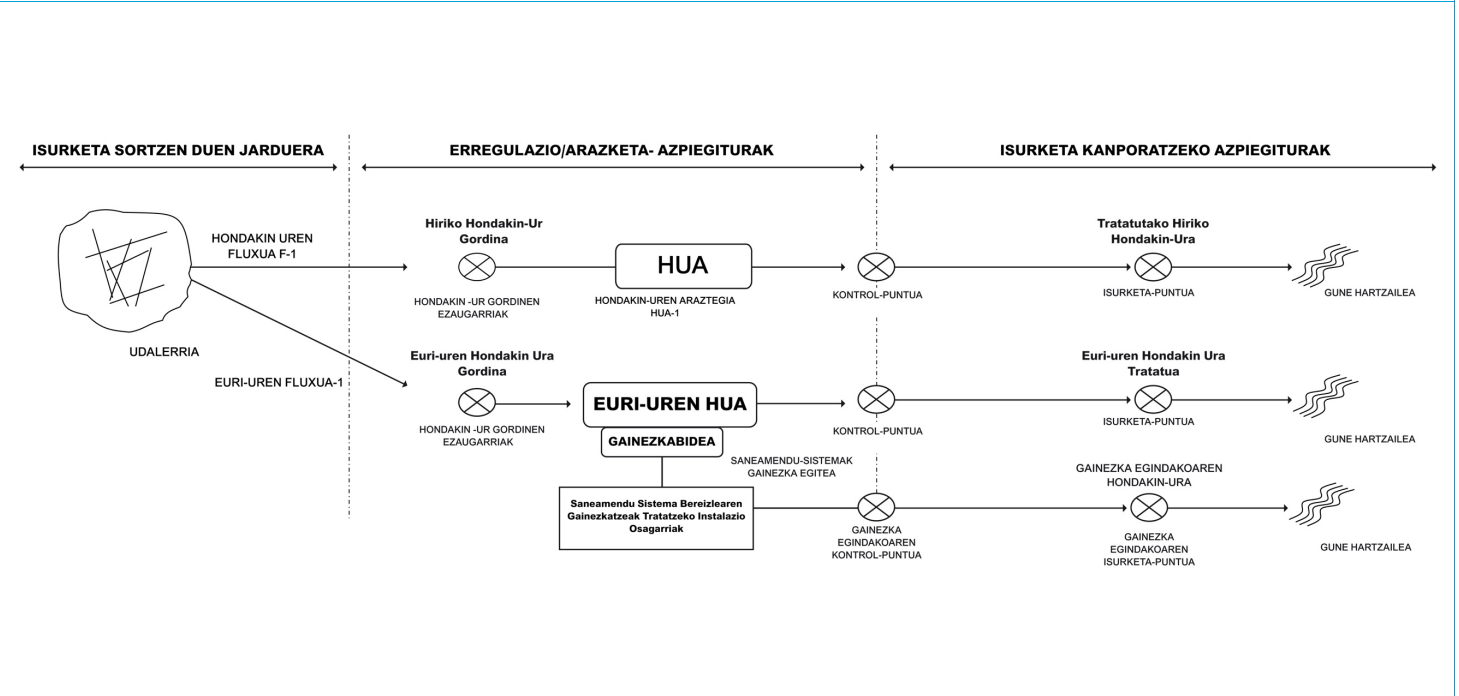 ISURKETA SORTZEN DUEN JARDUERA
ERREGULAZIO/ARAZKETA- AZPIEGITURAK
ISURKETA KANPORATZEKO AZPIEGITURAK
HONDAKIN UREN
FLUXUA F-1
Hiriko Hondakin-Ur
Gordina
HUA
Tratatutako Hiriko
Hondakin-Ura
HONDAKIN -UR GORDINEN
EZAUGARRIAK
HONDAKIN-UREN ARAZTEGIA
HUA-1
KONTROL-PUNTUA
ISURKETA-PUNTUA
GUNE HARTZAILEA
UDALERRIA
EURI-UREN FLUXUA-1
Euri-uren Hondakin Ura
Gordina
EURI-UREN HUA
Euri-uren Hondakin Ura
Tratatua
HONDAKIN -UR GORDINEN
EZAUGARRIAK
GAINEZKABIDEA
KONTROL-PUNTUA
ISURKETA-PUNTUA
GUNE HARTZAILEA
SANEAMENDU-SISTEMAK
GAINEZKA EGITEA
GAINEZKA EGINDAKOAREN
HONDAKIN-URA
Saneamendu Sistema Bereizlearen
Gainezkatzeak Tratatzeko Instalazio
Osagarriak
GAINEZKA
EGINDAKOAREN
KONTROL-PUNTUA
GAINEZKA
EGINDAKOAREN
ISURKETA-PUNTUA
GUNE HARTZAILEA